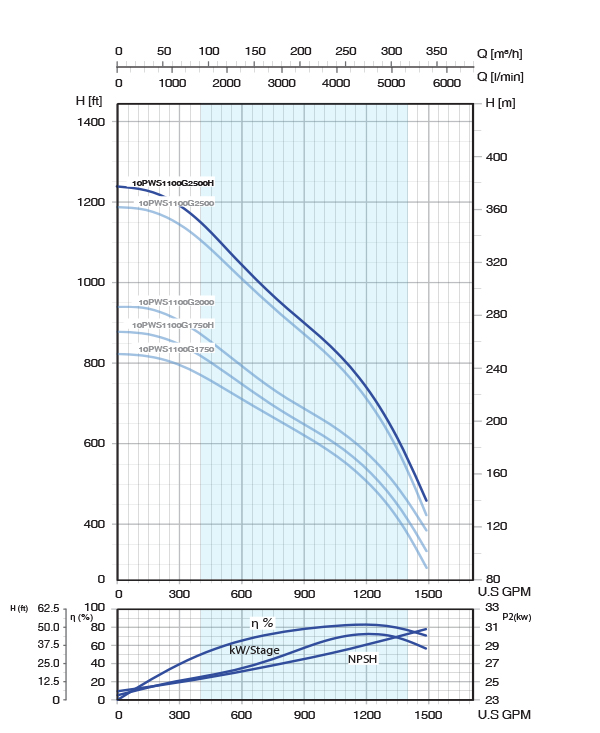 0 50 100 150 200 250 300 350 Q [m³/h]
0 1000 2000 3000 4000 5000 6000 Q [l/min]
H [ft] H [m]
1400
400
1200
360
320
1000
280
800
240
200
600
160
400
120
0 80
10PWS1100G2500H
10PWS1100G2500
10PWS1100G2000
10PWS1100G1750H
10PWS1100G1750
0 300 600 900 1200 1500 U.S GPM
H (ft) 62.5 η (%) 100 33 P2(kw)
50.0 80 31
37.5 60 29
25.0 40 27
12.5 20 25
0 0 23
η %
kW/Stage
NPSH
0 300 600 900 1200 1500 U.S GPM